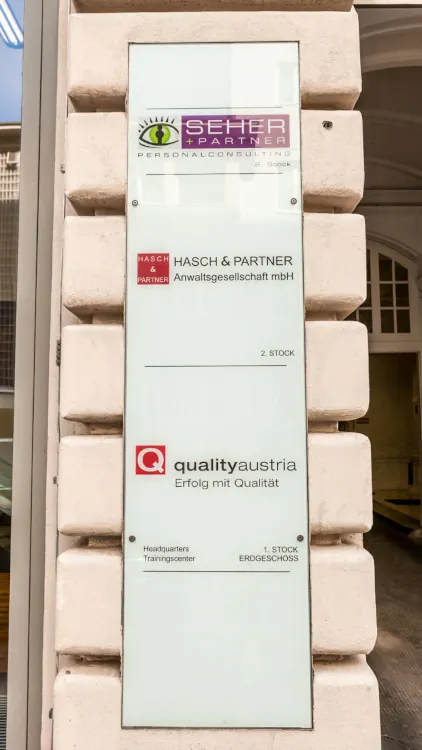 SEHER
+ PARTNER
PERSONALCONSULTING
Stock
HASCH
&
PARTNER
HASCH & PARTNER
Anwaltsgesellschaft mbH
2. STOCK
Q
qualityaustria
Erfolg mit Qualität
Headquarters 1. STOCK
Trainingscenter ERDGESCHOSS